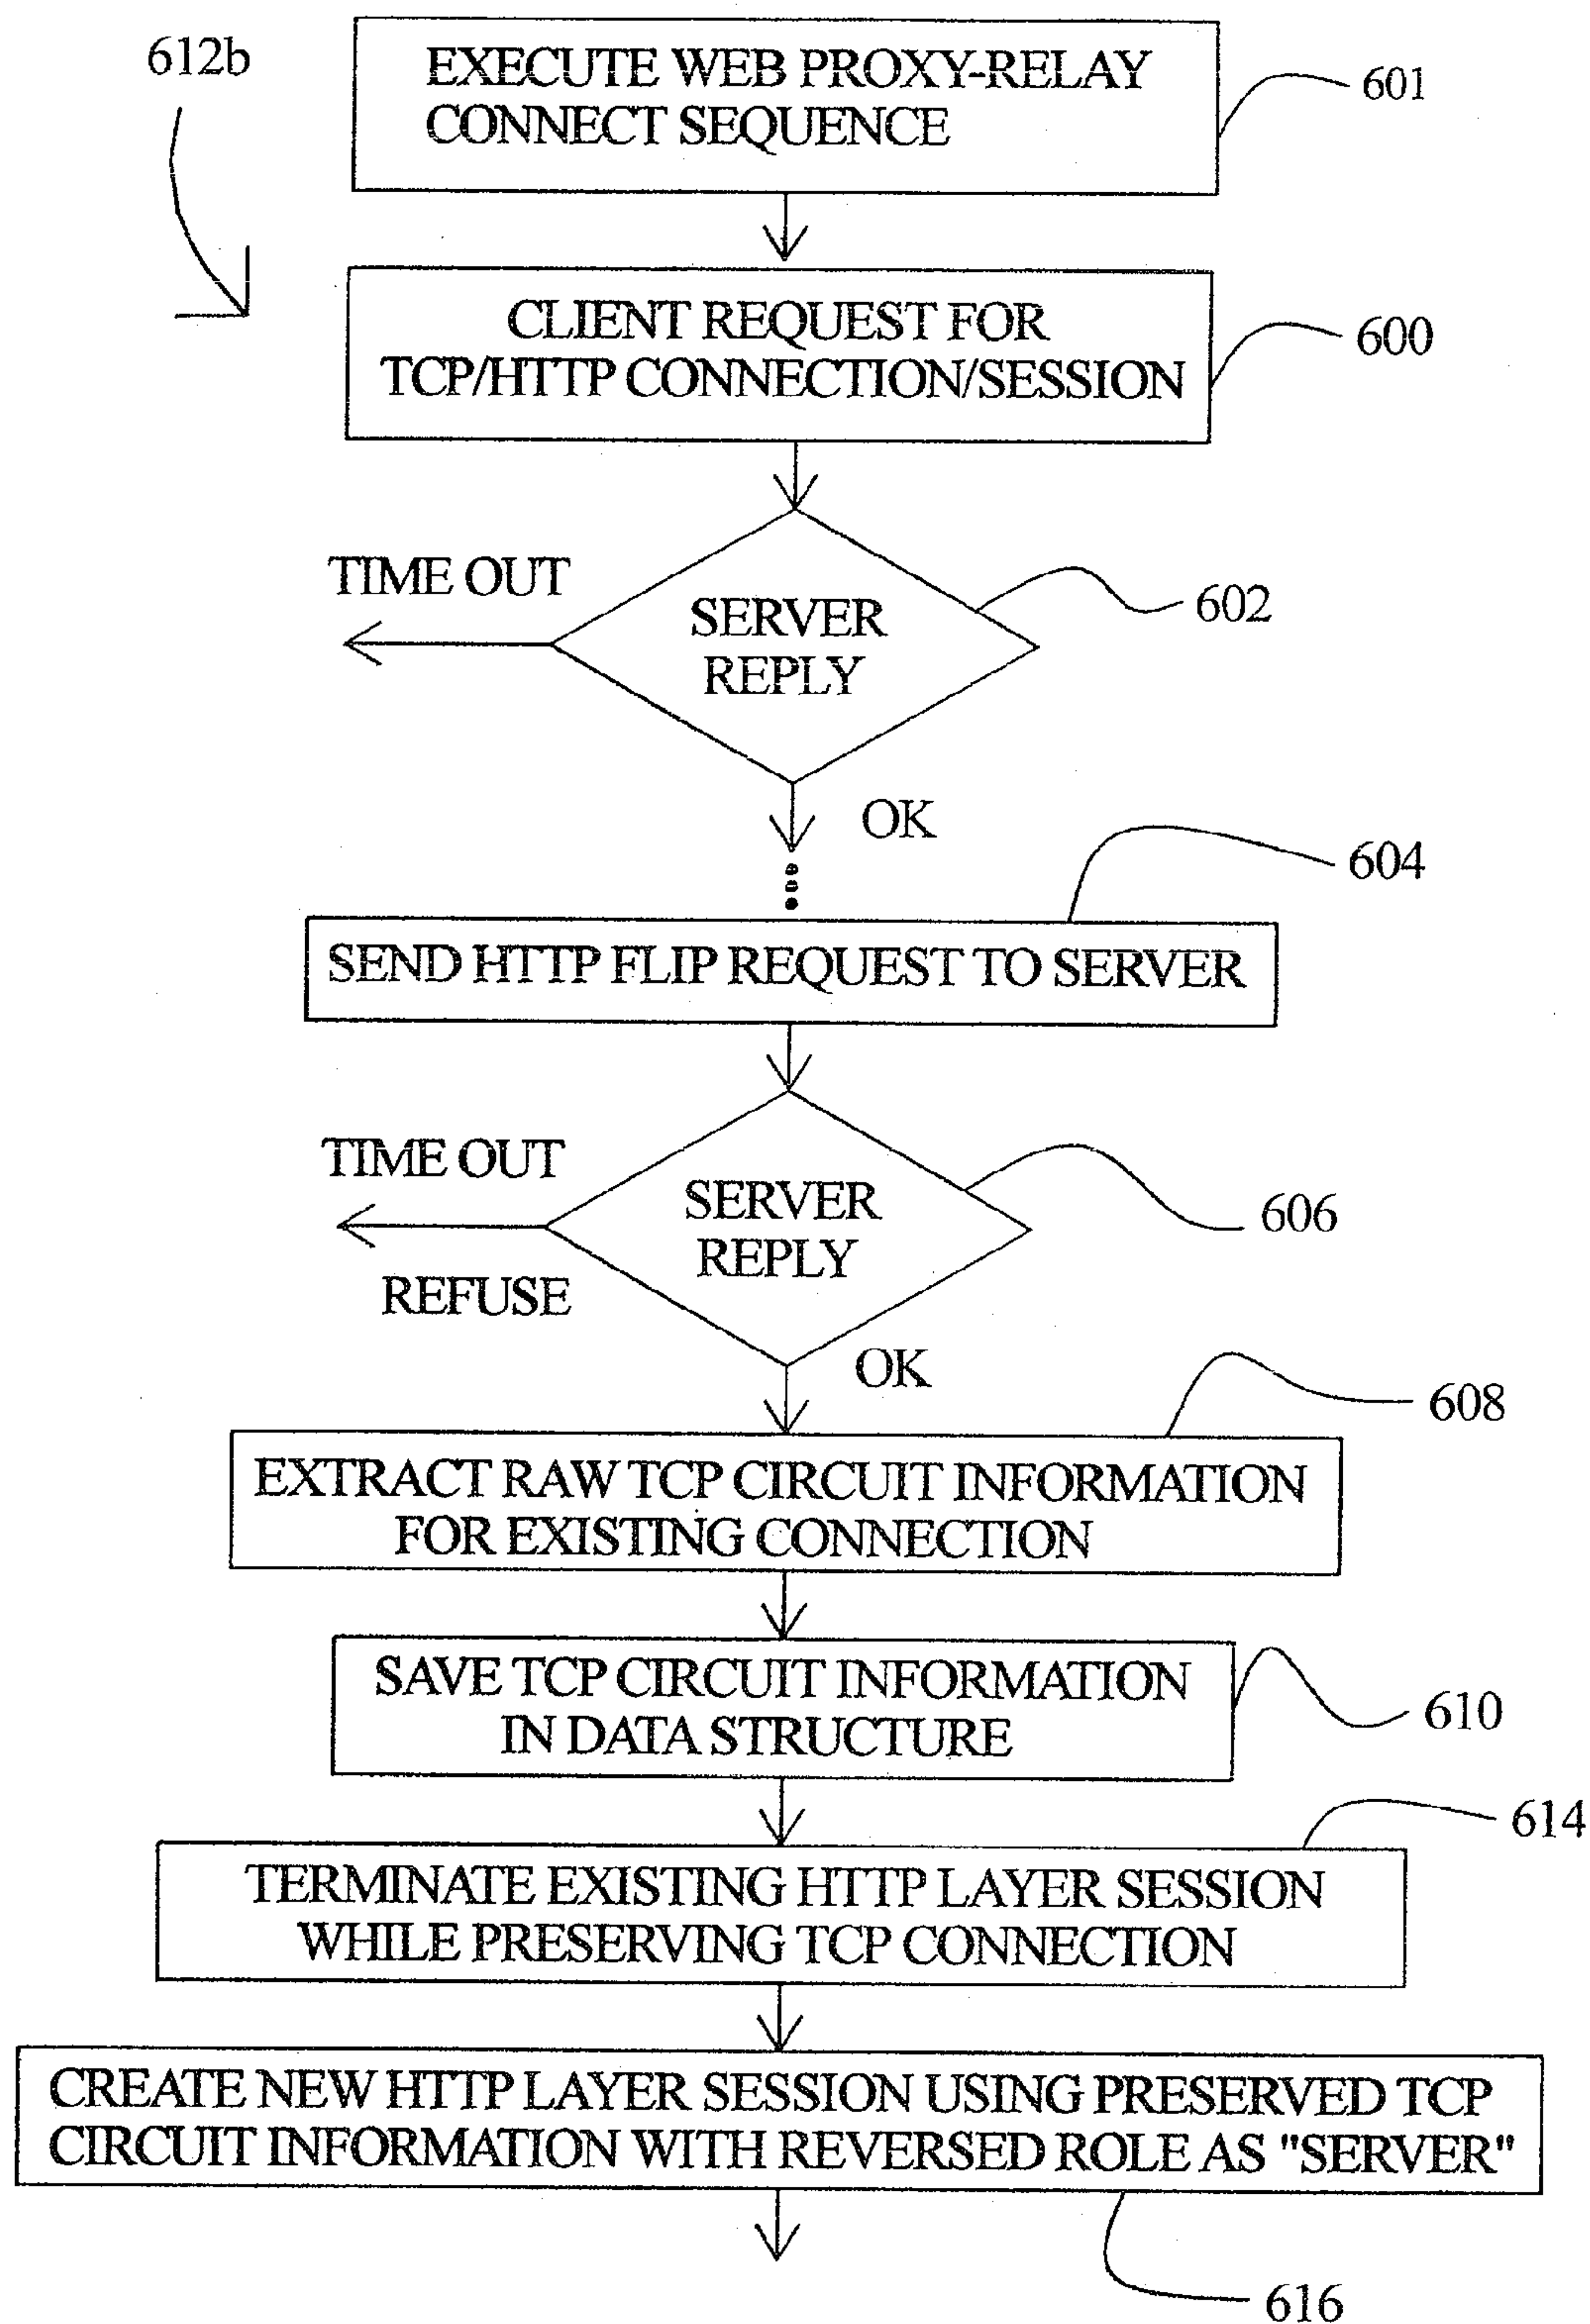 612b
EXECUTE WEB PROXY-RELAY
CONNECT SEQUENCE
601
CLIENT REQUEST FOR
TCP/HTTP CONNECTION/SESSION
600
TIME OUT
SERVER
REPLY
602
OK
604
SEND HTTP FLIP REQUEST TO SERVER
TIME OUT
SERVER
REPLY
606
REFUSE
OK
608
EXTRACT RAW TCP CIRCUIT INFORMATION
FOR EXISTING CONNECTION
SAVE TCP CIRCUIT INFORMATION
IN DATA STRUCTURE
610
614
TERMINATE EXISTING HTTP LAYER SESSION
WHILE PRESERVING TCP CONNECTION
CREATE NEW HTTP LAYER SESSION USING PRESERVED TCP
CIRCUIT INFORMATION WITH REVERSED ROLE AS "SERVER"
616